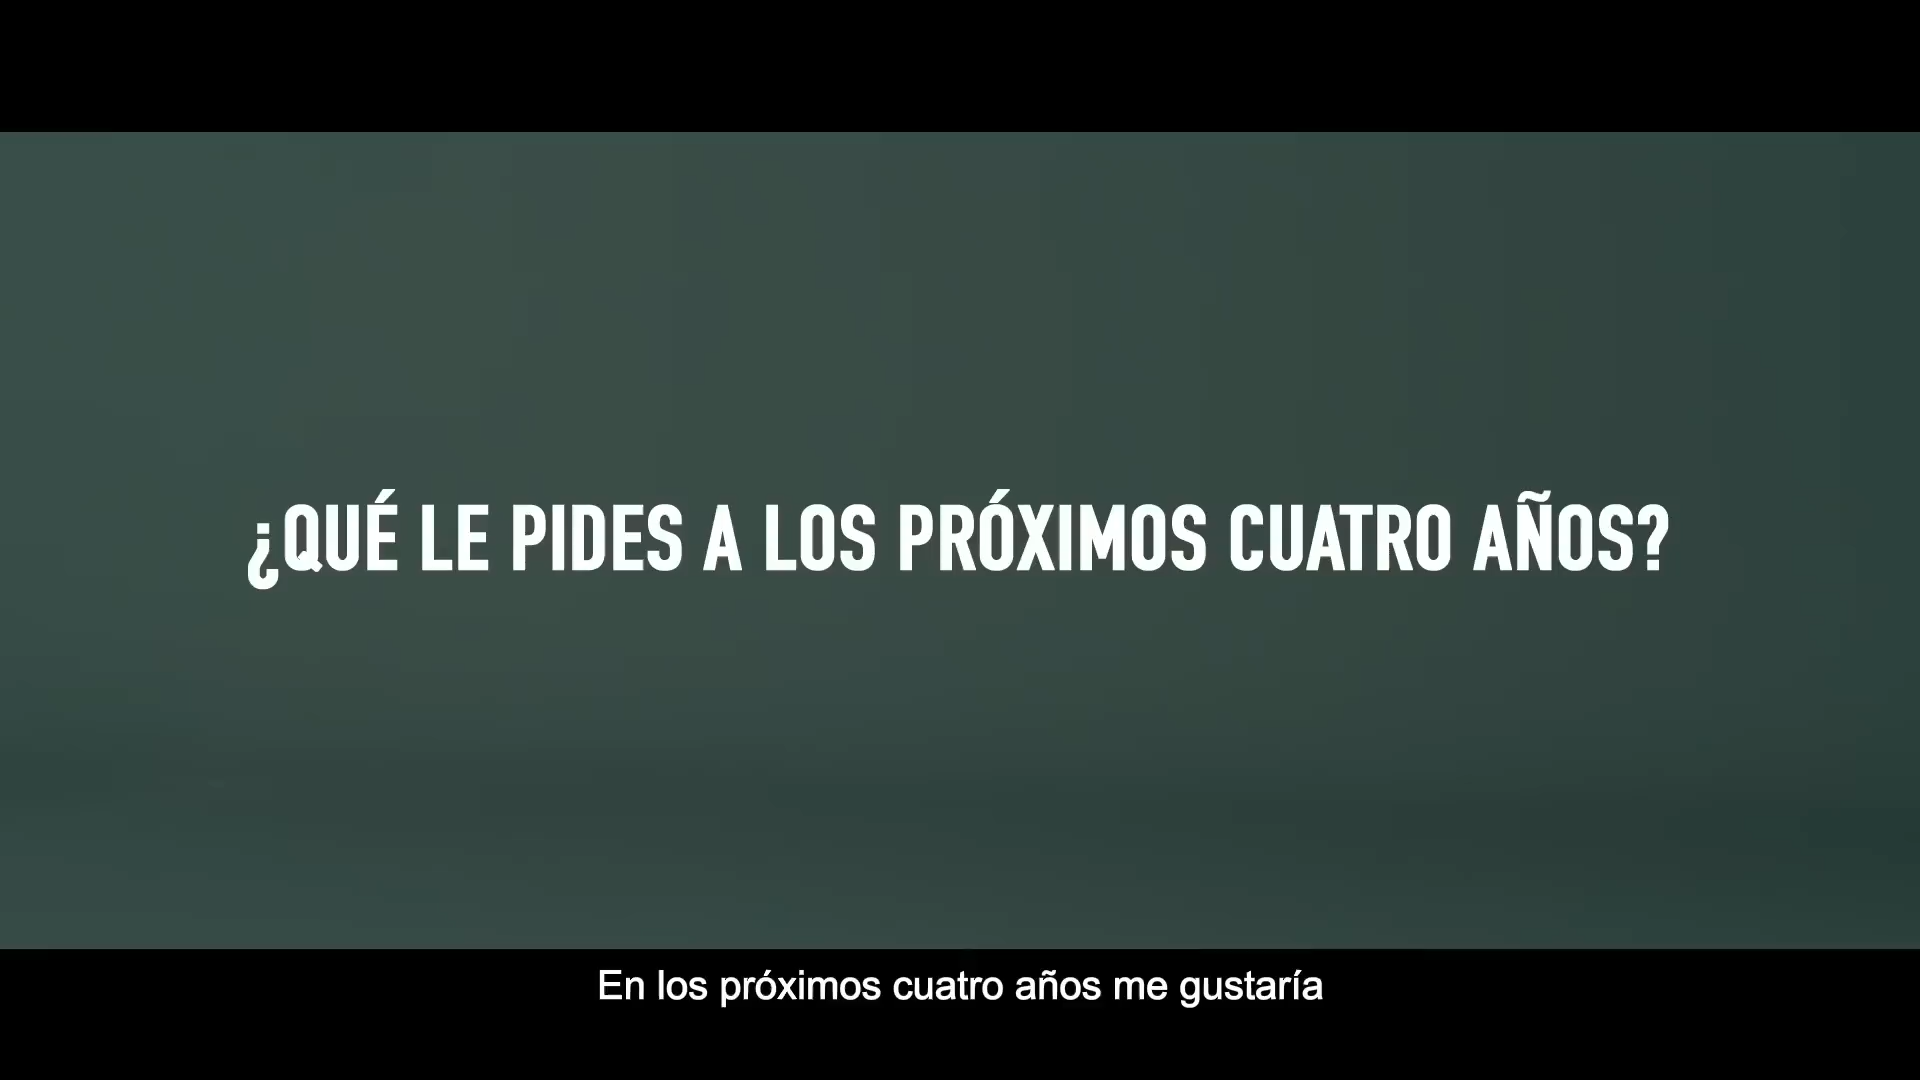 ¿QUÉ LE PIDES A LOS PRÓXIMOS CUATRO AÑOS?
En los próximos cuatro años me gustaría